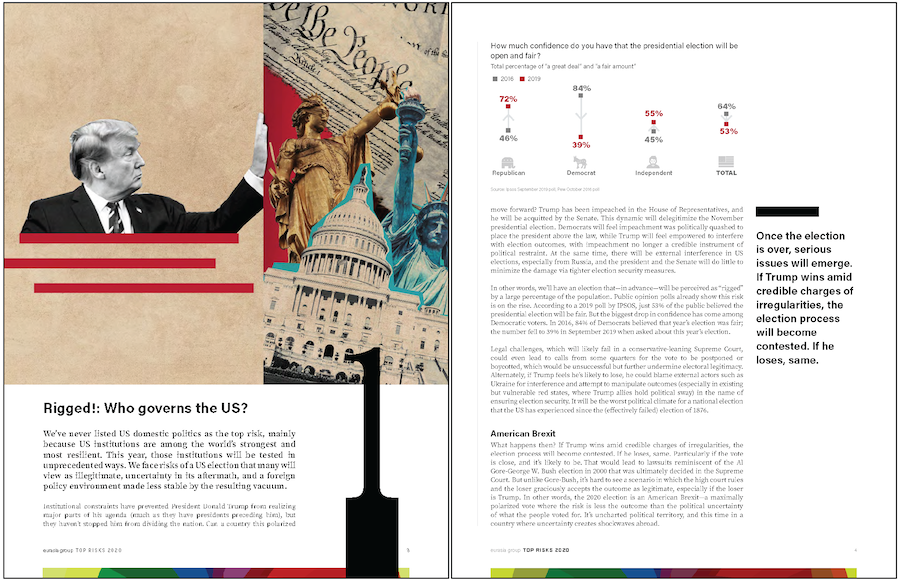 We the People
Article I
1
Rigged!: Who governs the US?
We've never listed US domestic politics as the top risk, mainly
because US institutions are among the world's strongest and
most resilient. This year, those institutions will be tested in
unprecedented ways. We face risks of a US election that many will
view as illegitimate, uncertainty in its aftermath, and a foreign
policy environment made less stable by the resulting vacuum.
Institutional constraints have prevented President Donald Trump from realizing
major parts of his agenda (much as they have presidents preceding him), but
they haven't stopped him from dividing the nation. Can a country this polarized
eurasia group TOP RISKS 2020
How much confidence do you have that the presidential election will be
open and fair?
Total percentage of "a great deal" and "a fair amount"
2016 2019
72% 84% 55% 64%
46% 39% 45% 53%
Republican Democrat Independent TOTAL
move forward? Trump has been impeached in the House of Representatives, and
he will be acquitted by the Senate. This dynamic will delegitimize the November
presidential election. Democrats will feel impeachment was politically quashed to
place the president above the law, while Trump will feel empowered to interfere
with election outcomes, with impeachment no longer a credible instrument of
political restraint. At the same time, there will be external interference in US
elections, especially from Russia, and the president and the Senate will do little to
minimize the damage via tighter election security measures.
In other words, we'll have an election that—in advance—will be perceived as "rigged"
by a large percentage of the population. Public opinion polls already show this risk
is on the rise. According to a 2019 poll by IPSOS, just 53% of the public believed the
presidential election will be fair. But the biggest drop in confidence has come among
Democratic voters. In 2016, 84% of Democrats believed that year's election was fair;
the number fell to 39% in September 2019 when asked about this year's election.
Legal challenges, which will likely fail in a conservative-leaning Supreme Court,
could even lead to calls from some quarters for the vote to be postponed or
boycotted, which would be unsuccessful but further undermine electoral legitimacy.
Alternately, if Trump feels he's likely to lose, he could blame external actors such as
Ukraine for interference and attempt to manipulate outcomes (especially in existing
but vulnerable red states, where Trump allies hold political sway) in the name of
ensuring election security. It will be the worst political climate for a national election
that the US has experienced since the (effectively failed) election of 1876.
American Brexit
What happens then? If Trump wins amid credible charges of irregularities, the
election process will become contested. If he loses, same. Particularly if the vote
is close, and it's likely to be. That would lead to lawsuits reminiscent of the Al
Gore-George W. Bush election in 2000 that was ultimately decided in the Supreme
Court. But unlike Gore-Bush, it's hard to see a scenario in which the high court rules
and the loser graciously accepts the outcome as legitimate, especially if the loser
is Trump. In other words, the 2020 election is an American Brexit—a maximally
polarized vote where the risk is less the outcome than the political uncertainty
of what the people voted for. It's uncharted political territory, and this time in a
country where uncertainty creates shockwaves abroad.
Once the election
is over, serious
issues will emerge.
If Trump wins amid
credible charges of
irregularities, the
election process
will become
contested. If he
loses, same.
eurasia group TOP RISKS 2020